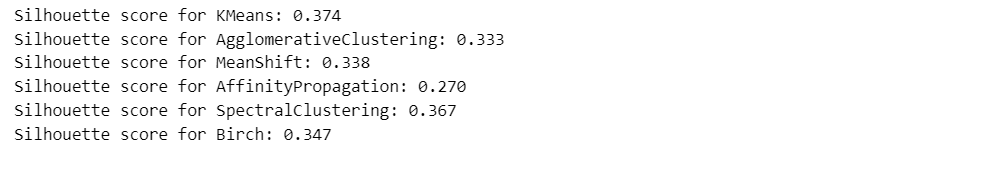 Silhouette score for KMeans: 0.374
Silhouette score for AgglomerativeClustering: 0.333
Silhouette score for MeanShift: 0.338
Silhouette score for AffinityPropagation: 0.270
Silhouette score for SpectralClustering: 0.367
Silhouette score for Birch: 0.347